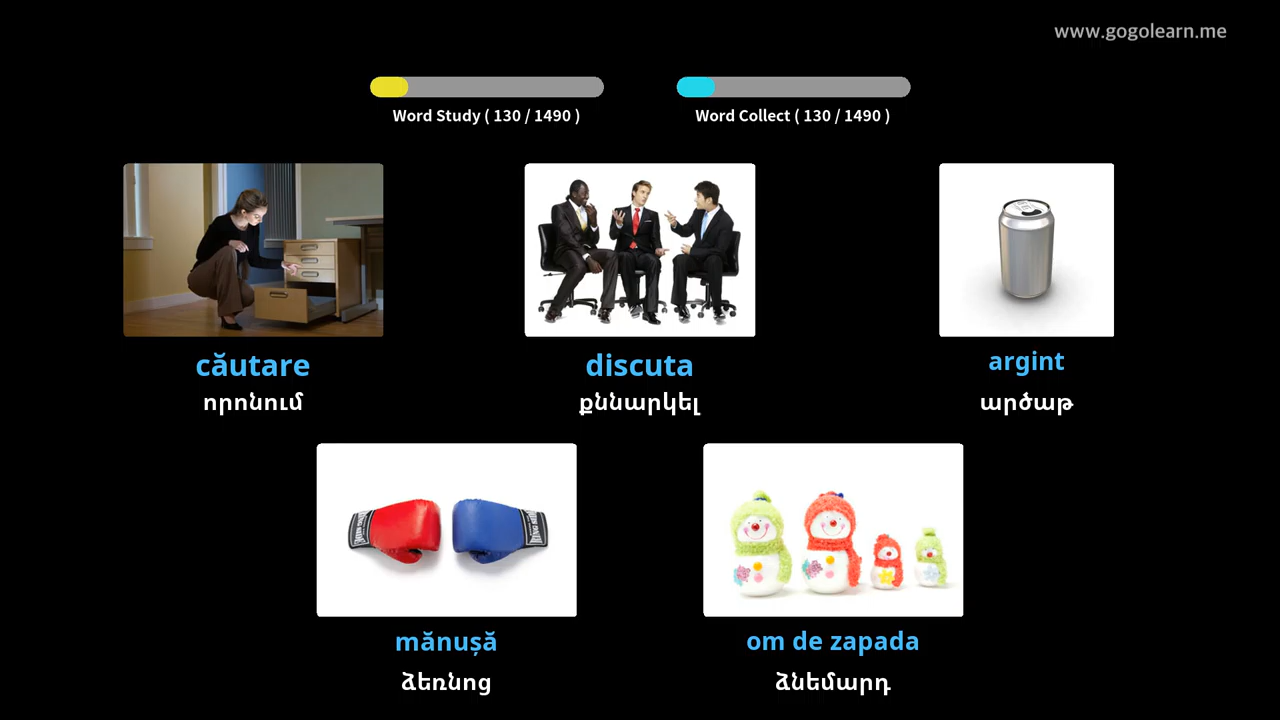 www.gogolearn.me
Word Study ( 130 / 1490 )
Word Collect ( 130 / 1490 )
căutare
որոնում
discuta
քննարկել
argint
արծաթ
mănușă
ձեռնոց
om de zapada
ձնեմարդ